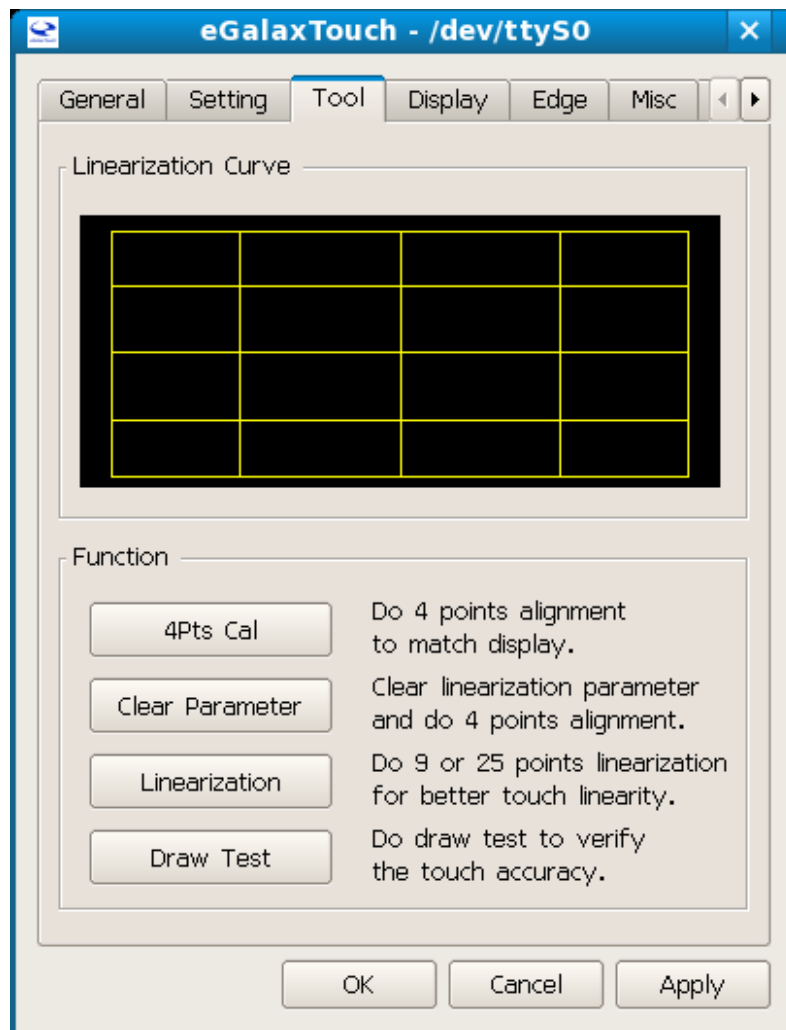 eGalaxTouch - /dev/ttyS0
General Setting Tool Display Edge Misc
Linearization Curve
Function
4Pts Cal
Do 4 points alignment
to match display.
Clear Parameter
Clear linearization parameter
and do 4 points alignment.
Linearization
Do 9 or 25 points linearization
for better touch linearity.
Draw Test
Do draw test to verify
the touch accuracy.
OK Cancel Apply